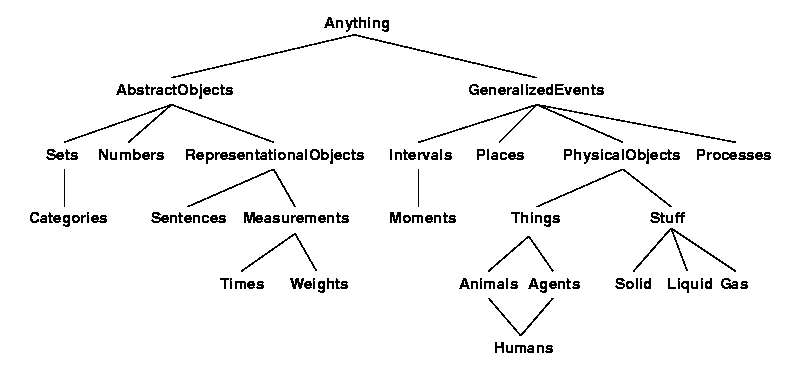 Anything
AbstractObjects GeneralizedEvents
Sets Numbers RepresentationalObjects Intervals Places PhysicalObjects Processes
Categories Sentences Measurements Moments Things Stuff
Times Weights Animals Agents Solid Liquid Gas
Humans